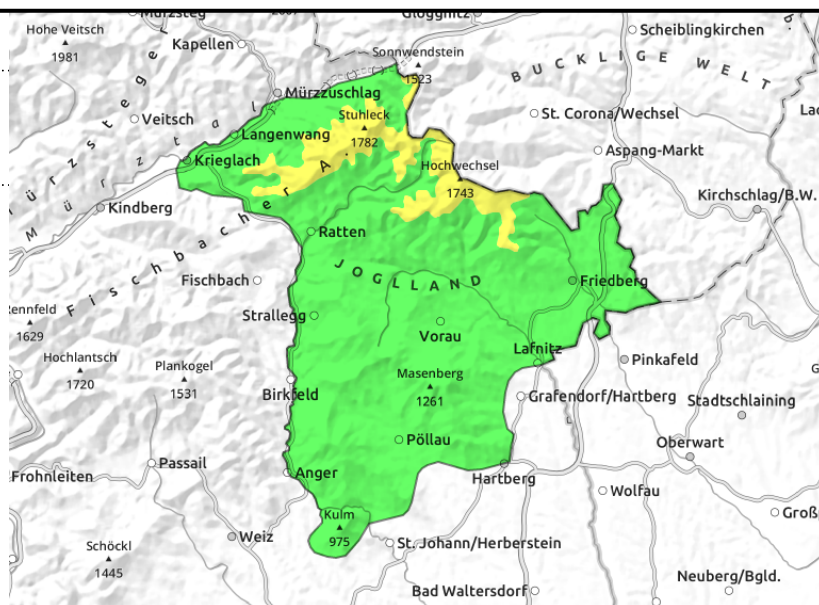 Mürzsteg
Gloggnitz
Hohe Veitsch
1981
Kapellen
Scheiblingkirchen
Sonnwendstein
1523
BUCKLIGE WELT
Mürzzuschlag
Veitsch
Stuhleck
1782
St. Corona/Wechsel
Langenwang
Aspang-Markt
Krieglach
Hochwechsel
1743
Kirchschlag/B.W.
Kindberg
Mürztal
Fischbacher A.
Ratten
JOGLLAND
Fischbach
Friedberg
Rennfeld
1629
Strallegg
Vorau
Lafnitz
Hochlantsch
1720
Plankogel
1531
Pinkafeld
Masenberg
1261
Birkfeld
Grafendorf/Hartberg
Stadtschlaining
Pöllau
Oberwart
Frohnleiten
Passail
Anger
Hartberg
Wolfau
Kulm
975
Großp
Weiz
St. Johann/Herberstein
Schöckl
1445
Bad Waltersdorf
Neuberg/Bgld.